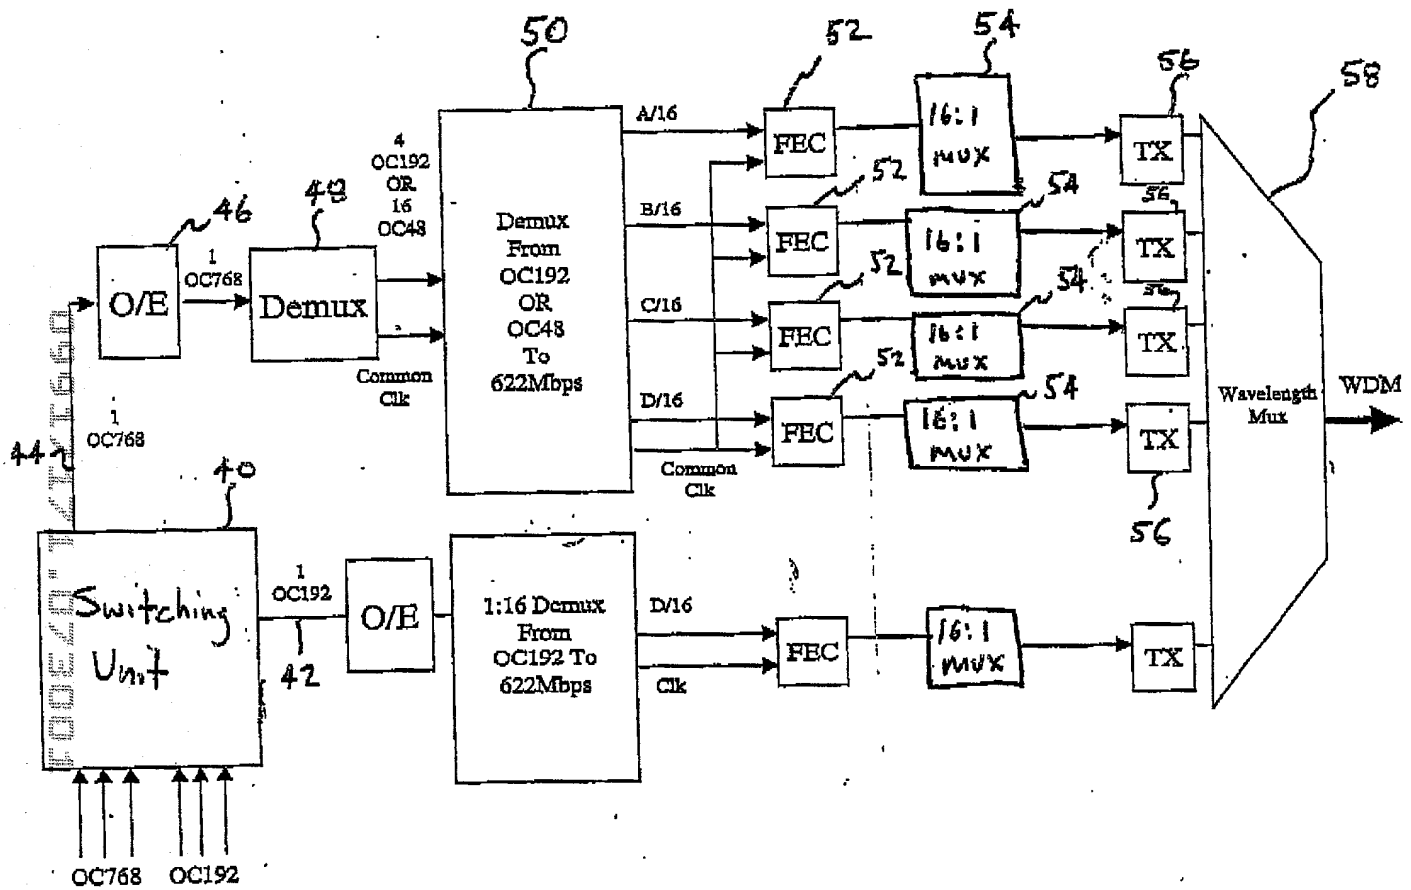 50
52
54
56
58
A/16
FEC
16:1
MUX
TX
4
OC192
OR
16
OC48
48
46
52
54
56
B/16
FEC
16:1
MUX
TX
Demux
From
OC192
OR
OC48
To
622Mbps
1
OC768
O/E
Demux
52
54
56
C/16
FEC
16:1
MUX
TX
Common
Clk
52
54
D/16
FEC
16:1
MUX
TX
Wavelength
Mux
WDM
Common
Clk
56
1
OC768
44
40
Switching
Unit
1
OC192
42
O/E
1:16 Demux
From
OC192 To
622Mbps
D/16
Clk
FEC
16:1
MUX
TX
OC768
OC192